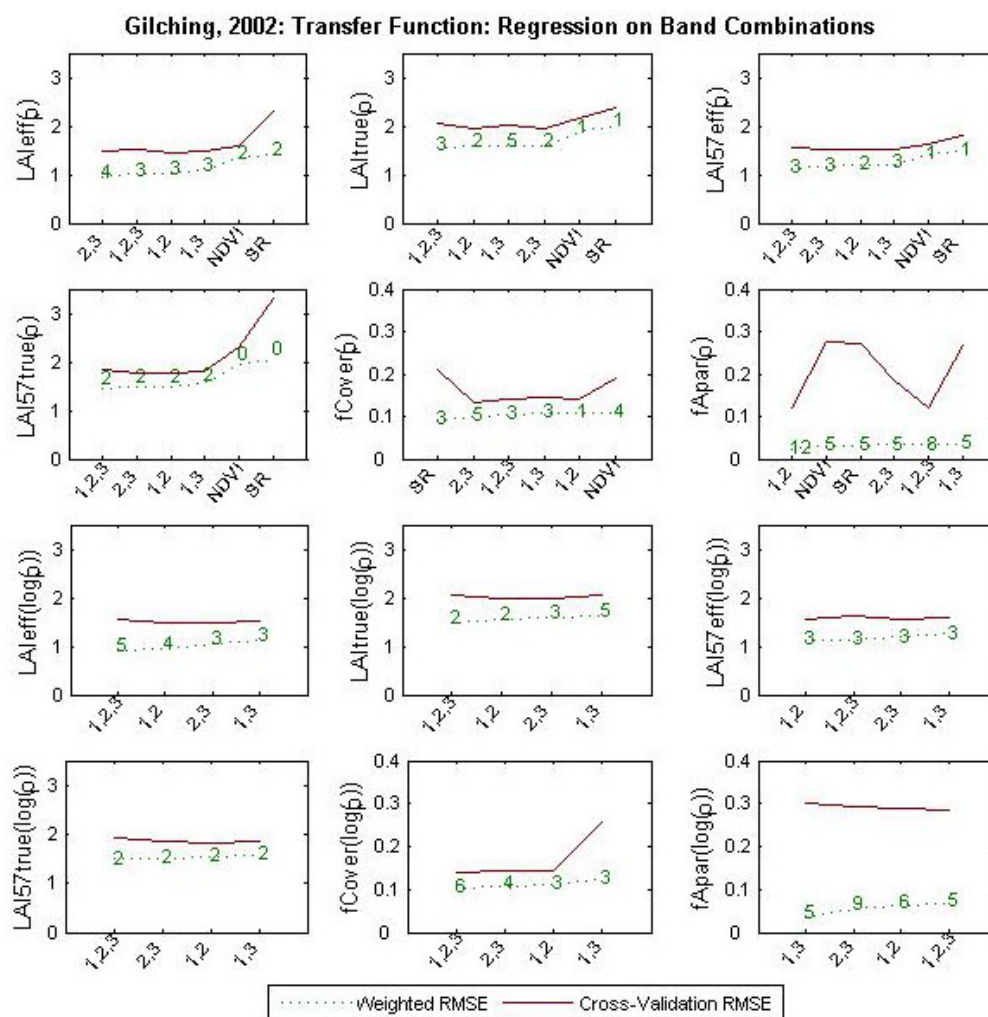 Gilching, 2002: Transfer Function: Regression on Band Combinations
LAIeff(ρ)
3
2
1
0
4 3 3 3 2 2
2,3 1,2,3 1,2 1,3 NDVI SR
LAItrue(ρ)
3
2
1
0
3 2 5 2 1 1
1,2,3 1,2 1,3 2,3 NDVI SR
LAI57eff(ρ)
3
2
1
0
3 3 2 3 1 1
1,2,3 2,3 1,2 1,3 NDVI SR
LAI57true(ρ)
3
2
1
0
2 2 2 2 0 0
1,2,3 2,3 1,2 1,3 NDVI SR
fCover(ρ)
0.4
0.3
0.2
0.1
0
3 5 3 3 1 4
SR 2,3 1,2,3 1,3 1,2 NDVI
fApar(ρ)
0.4
0.3
0.2
0.1
0
12 5 5 5 8 5
1,2 NDVI SR 2,3 1,2,3 1,3
LAIeff(log(ρ))
3
2
1
0
5 4 3 3
1,2,3 1,2 2,3 1,3
LAItrue(log(ρ))
3
2
1
0
2 2 3 5
1,2,3 1,2 2,3 1,3
LAI57eff(log(ρ))
3
2
1
0
3 3 3 3
1,2 1,2,3 2,3 1,3
LAI57true(log(ρ))
3
2
1
0
2 2 2 2
1,2,3 2,3 1,2 1,3
fCover(log(ρ))
0.4
0.3
0.2
0.1
0
6 4 3 3
1,2,3 2,3 1,2 1,3
fApar(log(ρ))
0.4
0.3
0.2
0.1
0
5 9 6 5
1,3 2,3 1,2 1,2,3
Weighted RMSE Cross-Validation RMSE